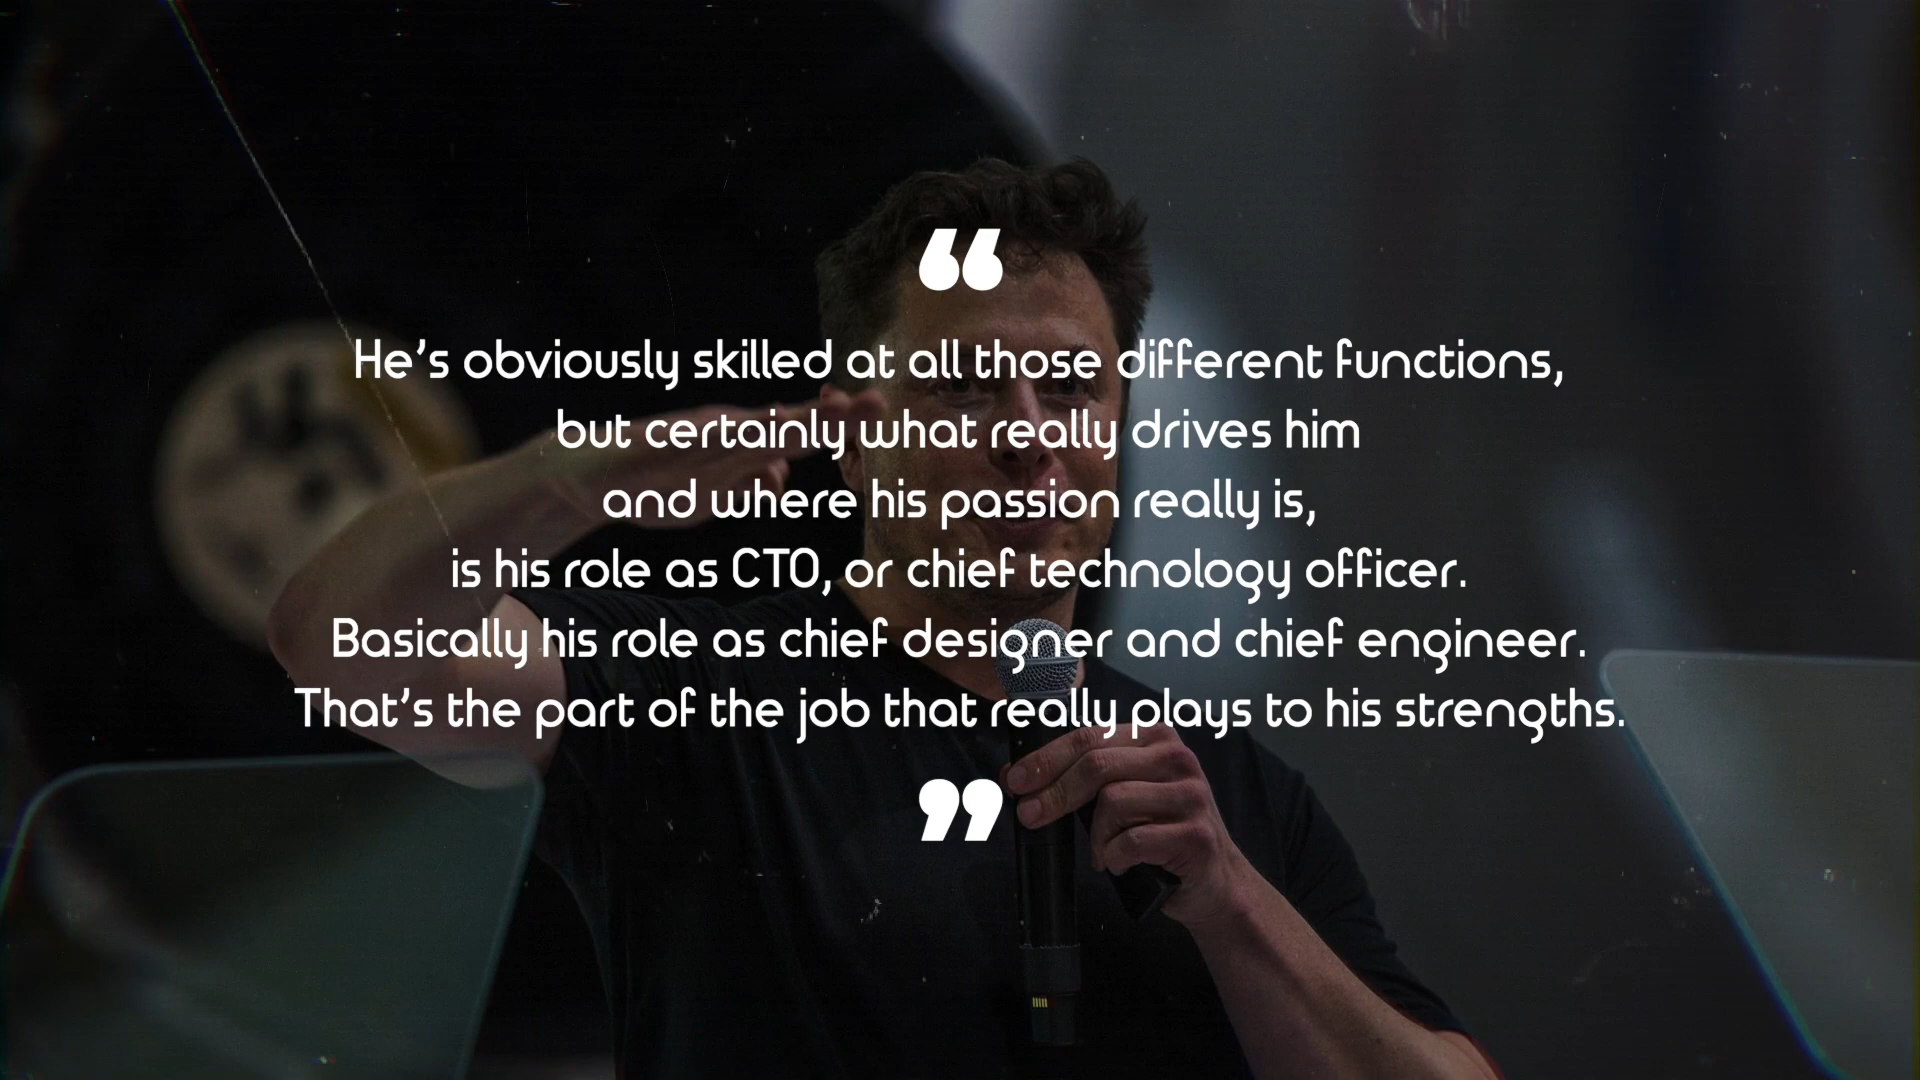 “
He’s obviously skilled at all those different functions,
but certainly what really drives him
and where his passion really is,
is his role as CTO, or chief technology officer.
Basically his role as chief designer and chief engineer.
That’s the part of the job that really plays to his strengths.
”